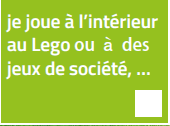 je joue à l'intérieur
au Lego ou à des
jeux de société, ...